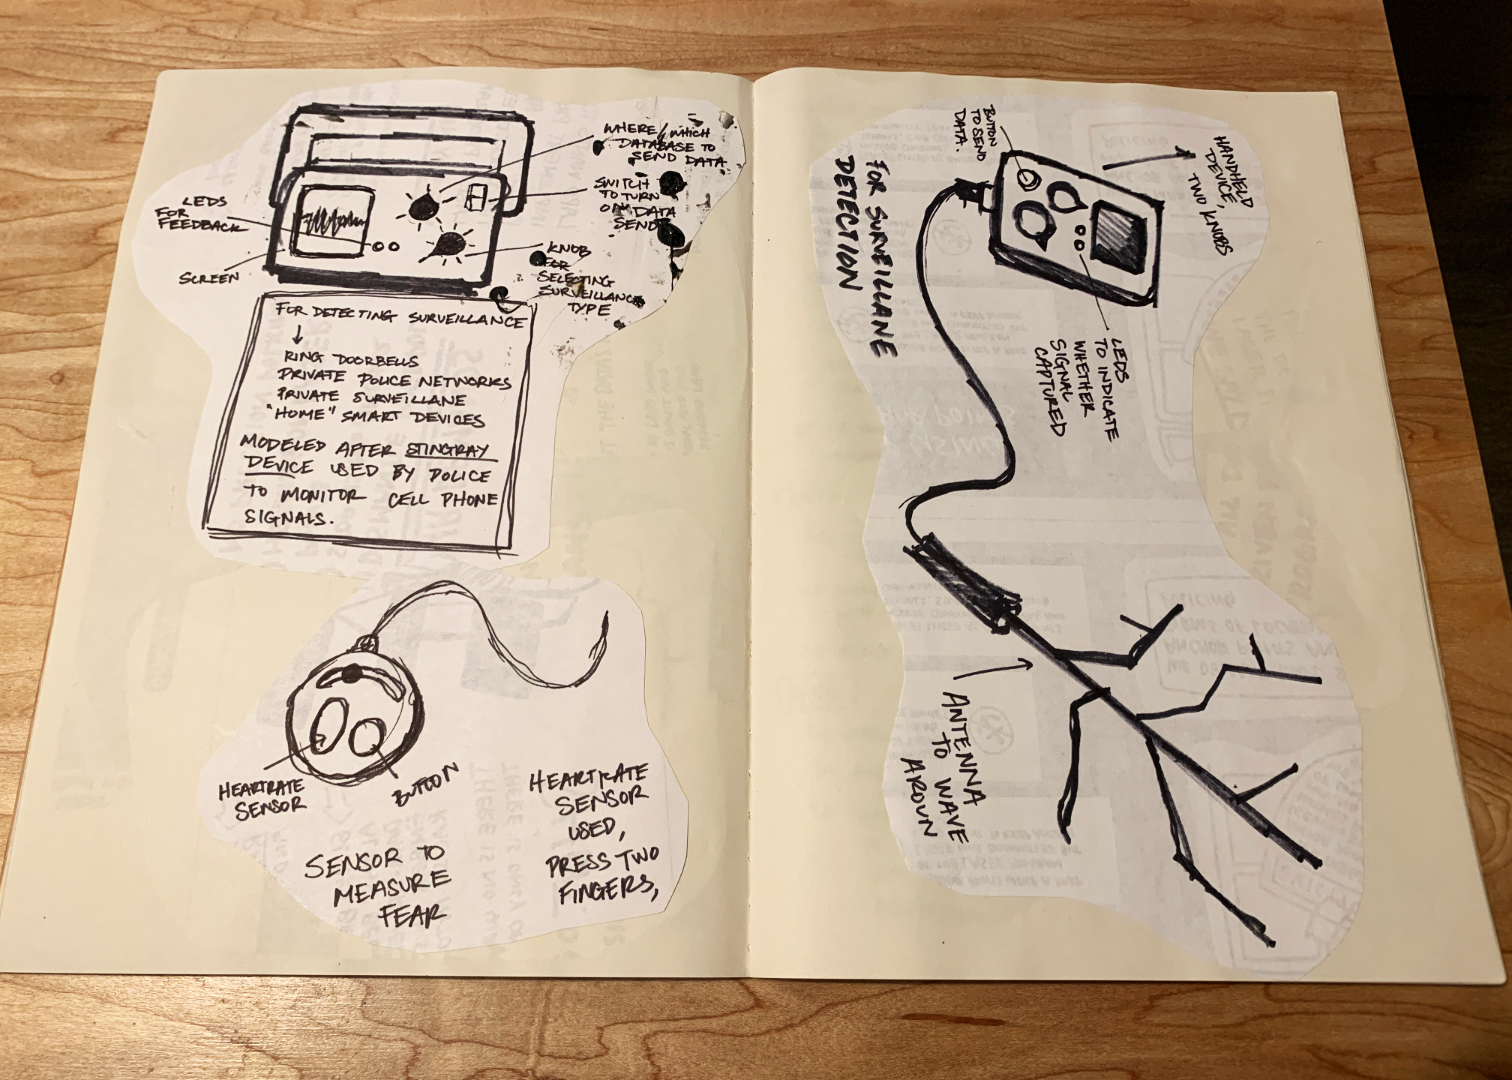 WHERE/WHICH
DATABASE TO
SEND DATA
SWITCH
TO TURN
DATA
SEND
LEDS
FOR
FEEDBACK
SCREEN
KNOB
FOR
SELECTING
SURVEILLANCE
TYPE
FOR DETECTING SURVEILLANCE
↓
RING DOORBELLS
PRIVATE POLICE NETWORKS
PRIVATE SURVEILLANE
"HOME" SMART DEVICES
MODELED AFTER STINGRAY
DEVICE USED BY POLICE
TO MONITOR CELL PHONE
SIGNALS.
HEARTRATE
SENSOR
BUTTON
SENSOR TO
MEASURE
FEAR
HEARTRATE
SENSOR
USED,
PRESS TWO
FINGERS,
BUTTON
TO SEND
DATA.
HANDHELD
DEVICE,
TWO KNOBS
FOR SURVEILLANE
DETECTION
LEDS
TO INDICATE
WHETHER
SIGNAL
CAPTURED
ANTENNA
TO WAVE
AROUN